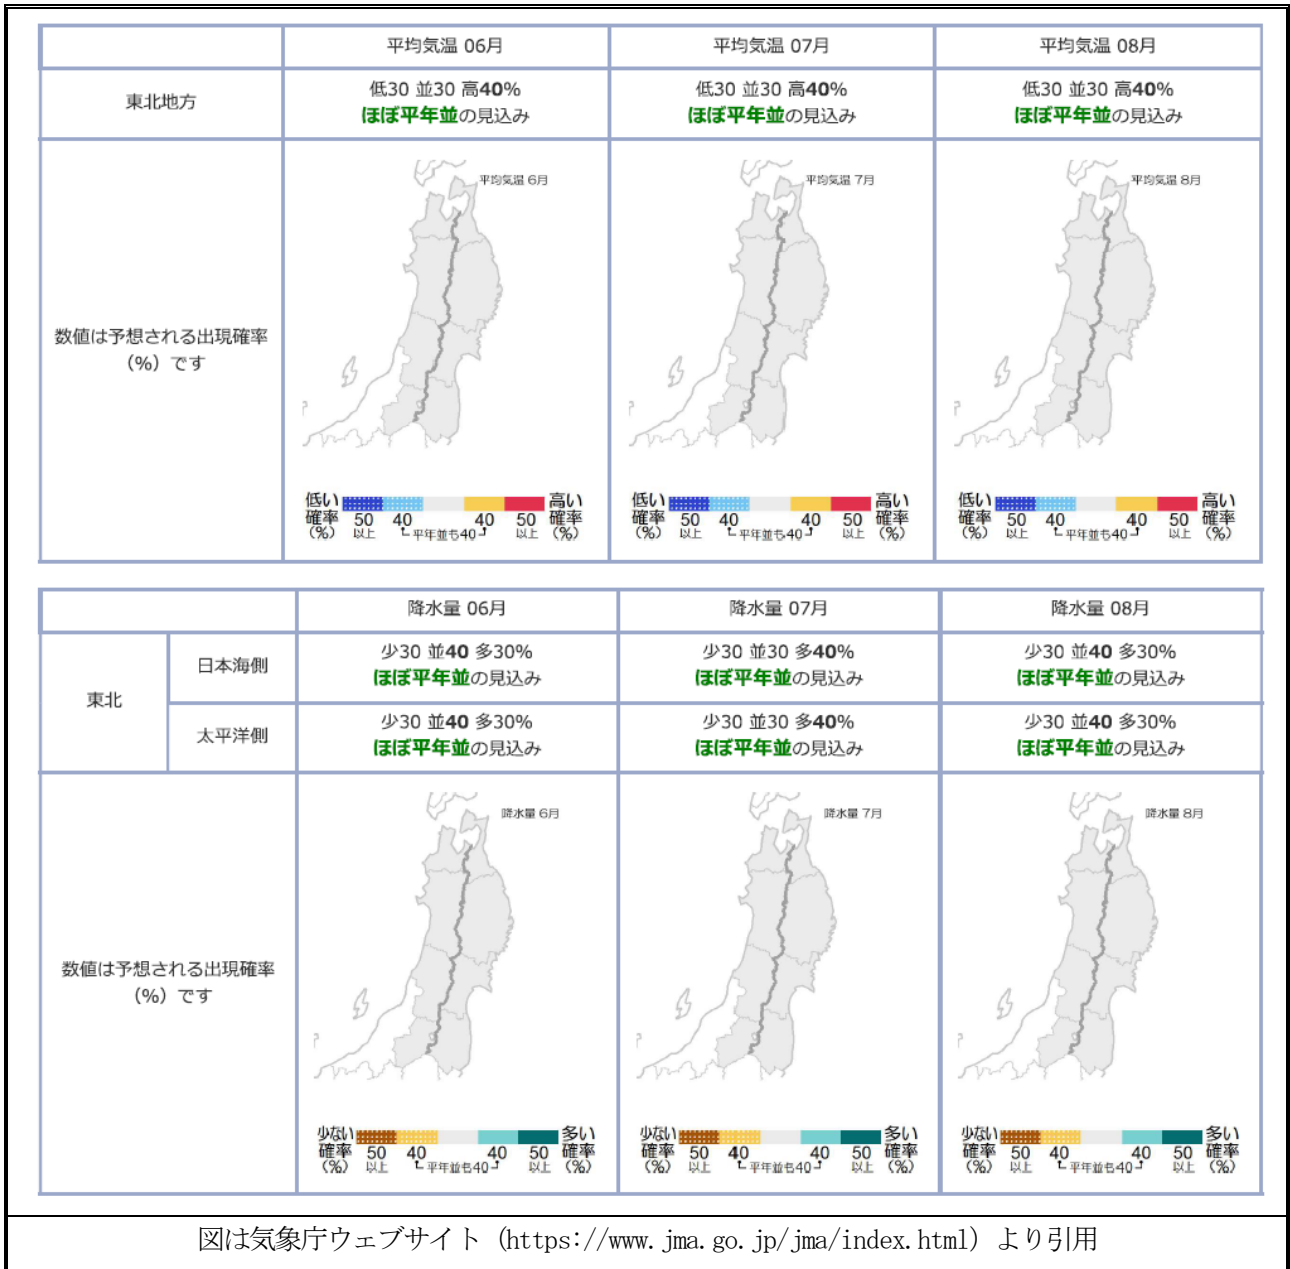 平均気温 06月
平均気温 07月
平均気温 08月
東北地方
低30 並30 高40%
ほぼ平年並の見込み
低30 並30 高40%
ほぼ平年並の見込み
低30 並30 高40%
ほぼ平年並の見込み
数値は予想される出現確率
（%）です
平均気温 6月
低い
確率
(%)
50
以上
40
平年並も40
40
50
以上
高い
確率
(%)
平均気温 7月
低い
確率
(%)
50
以上
40
平年並も40
40
50
以上
高い
確率
(%)
平均気温 8月
低い
確率
(%)
50
以上
40
平年並も40
40
50
以上
高い
確率
(%)
降水量 06月
降水量 07月
降水量 08月
東北
日本海側
少30 並40 多30%
ほぼ平年並の見込み
少30 並30 多40%
ほぼ平年並の見込み
少30 並40 多30%
ほぼ平年並の見込み
太平洋側
少30 並40 多30%
ほぼ平年並の見込み
少30 並30 多40%
ほぼ平年並の見込み
少30 並40 多30%
ほぼ平年並の見込み
数値は予想される出現確率
（%）です
降水量 6月
少ない
確率
(%)
50
以上
40
平年並も40
40
50
以上
多い
確率
(%)
降水量 7月
少ない
確率
(%)
50
以上
40
平年並も40
40
50
以上
多い
確率
(%)
降水量 8月
少ない
確率
(%)
50
以上
40
平年並も40
40
50
以上
多い
確率
(%)
図は気象庁ウェブサイト（https://www.jma.go.jp/jma/index.html）より引用